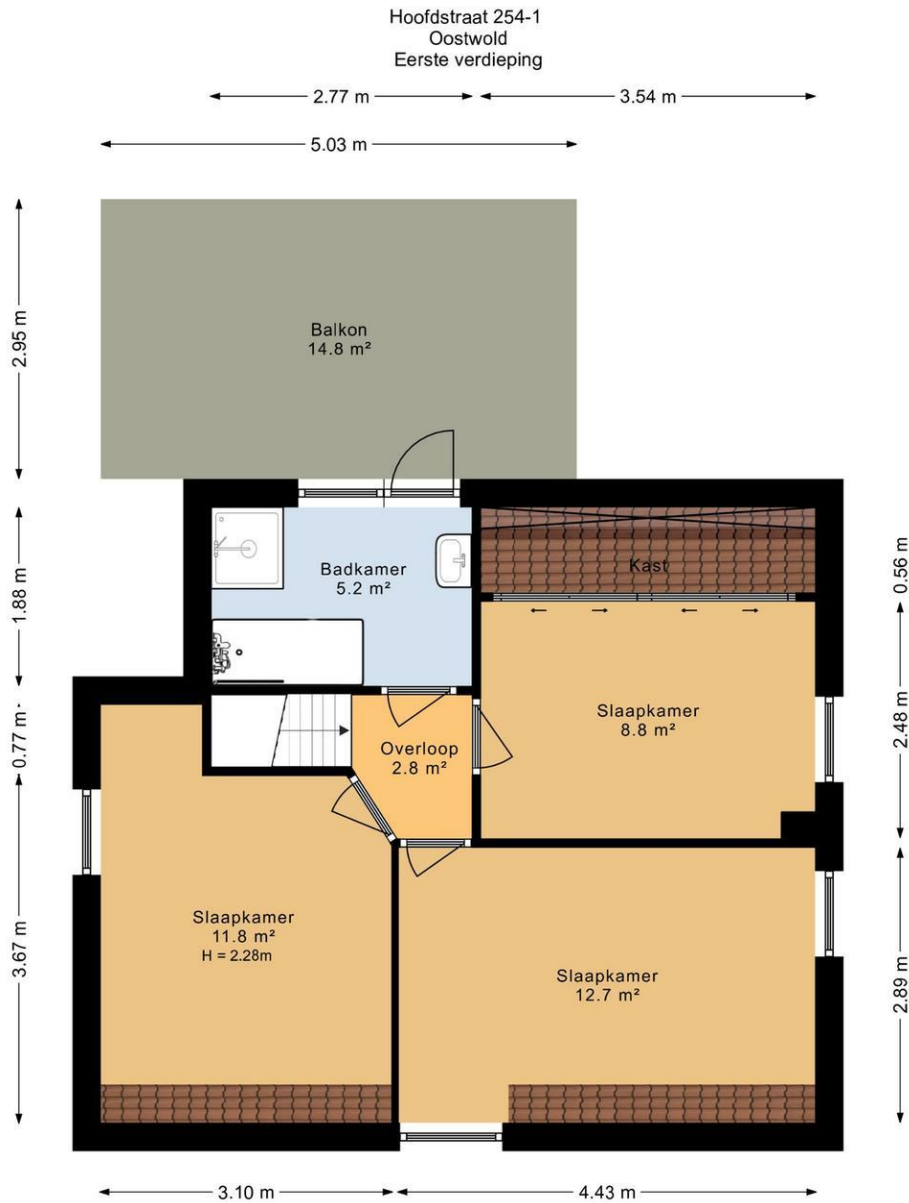 Hoofdstraat 254-1
Oostwold
Eerste verdieping
2.77 m
3.54 m
5.03 m
2.95 m
Balkon
14.8 m²
1.88 m
Badkamer
5.2 m²
Kast
0.56 m
0.77 m
Overloop
2.8 m²
Slaapkamer
8.8 m²
2.48 m
3.67 m
Slaapkamer
11.8 m²
H = 2.28m
Slaapkamer
12.7 m²
2.89 m
3.10 m
4.43 m